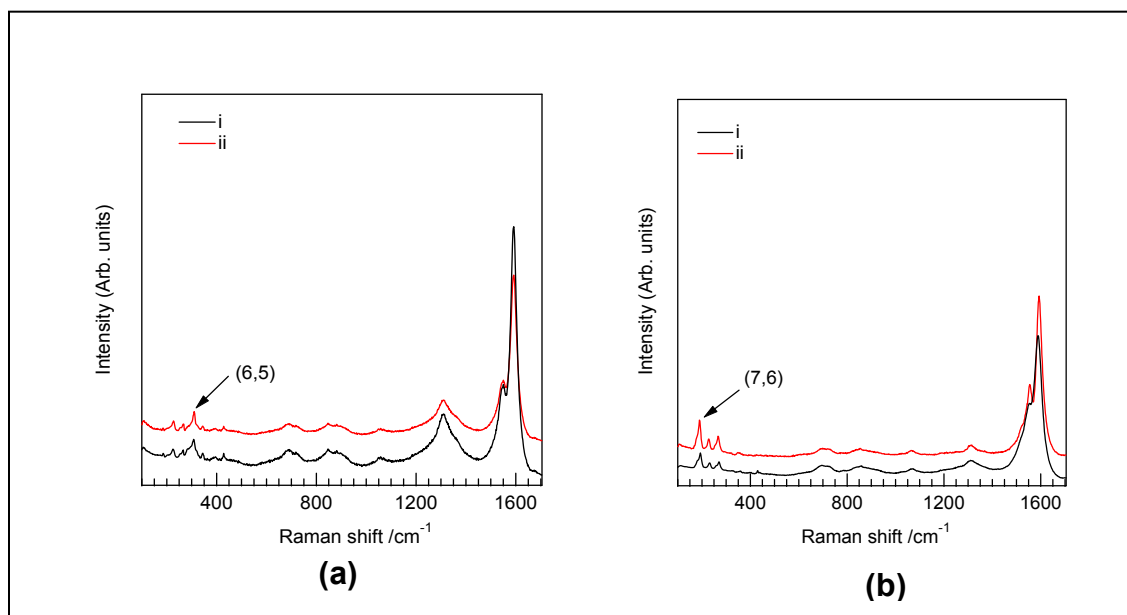 i
ii
Intensity (Arb. units)
(6,5)
400
800
1200
1600
Raman shift /cm⁻¹
(a)
i
ii
Intensity (Arb. units)
(7,6)
400
800
1200
1600
Raman shift /cm⁻¹
(b)